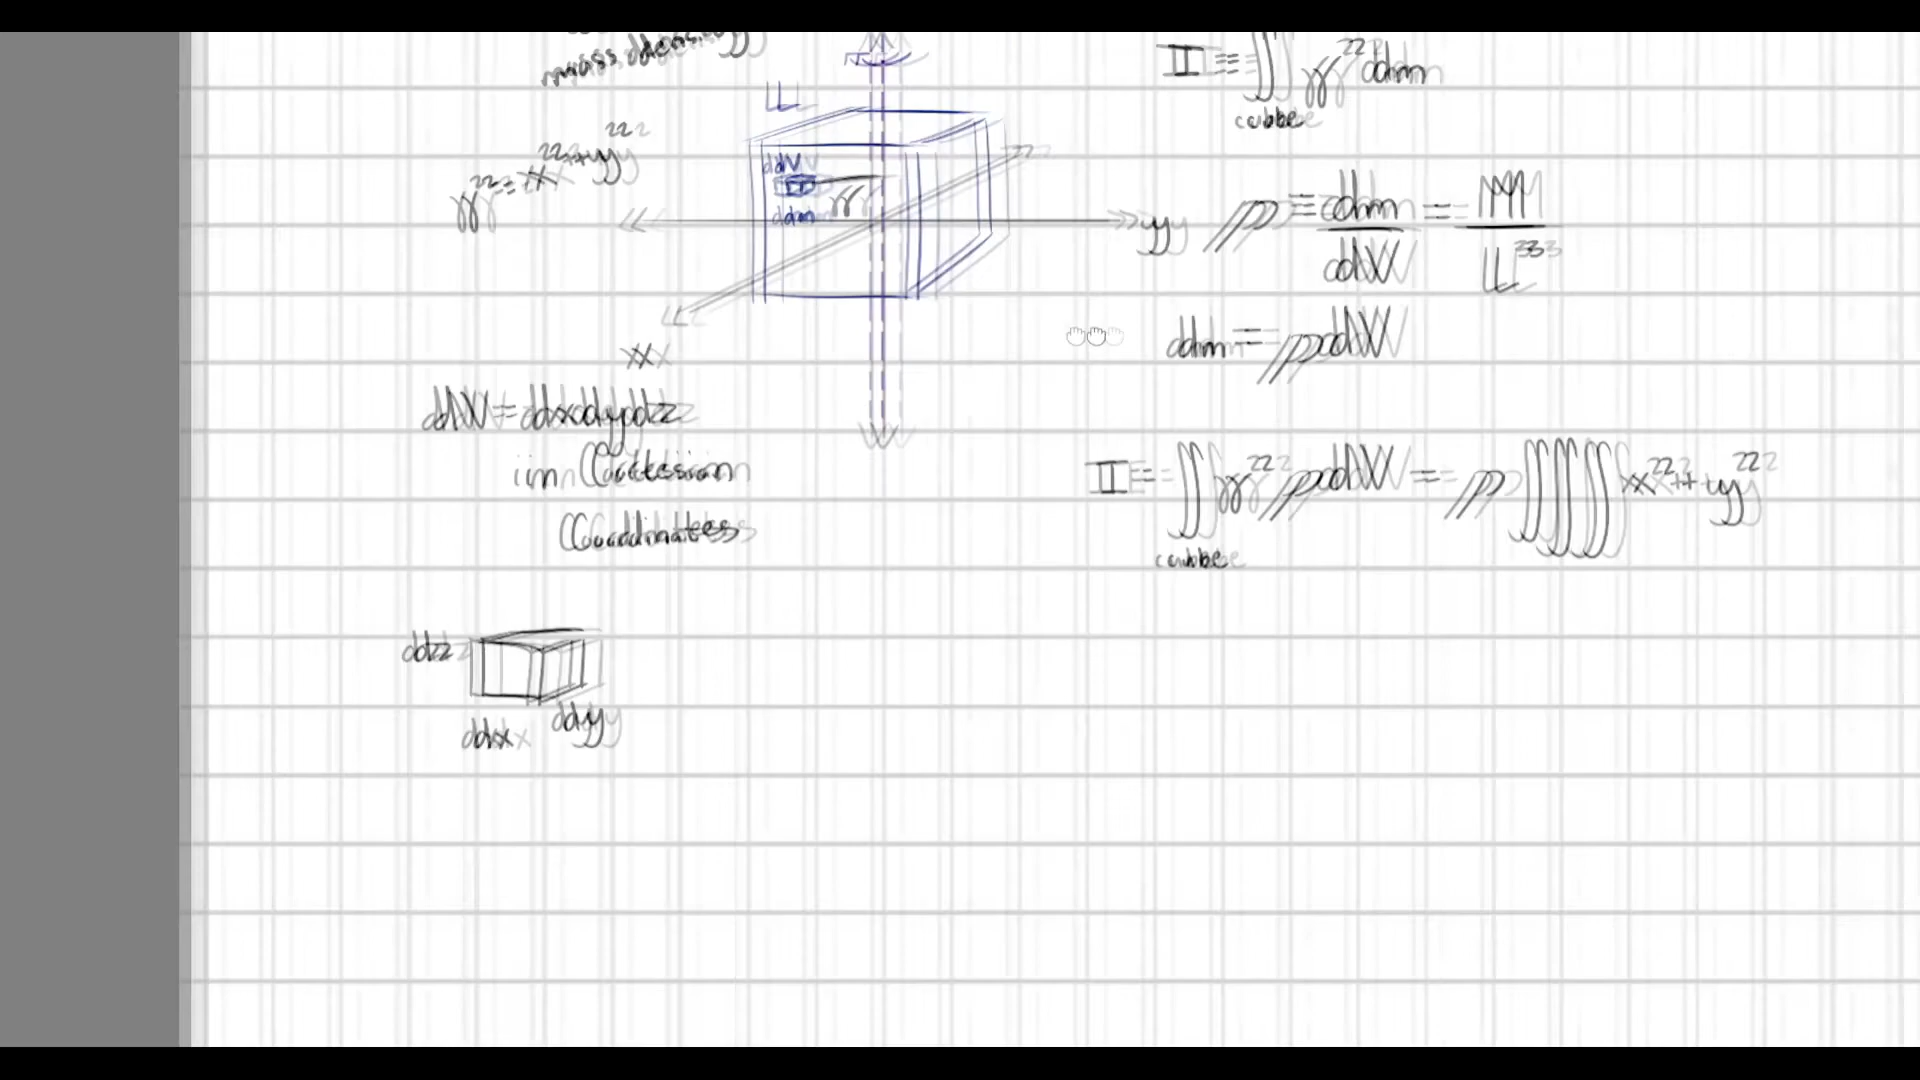 mass density
I = ∫ r² dm
cube
L
dV
r² = x² + y²
r
dm
y
ρ = dm/dV = M/L³
dm = ρdV
x
dV = dxdydz
in Cartesian
Coordinates
I = ∫ r² ρdV = ρ ∫∫∫ x² + y²
cube
dz
dy
dx